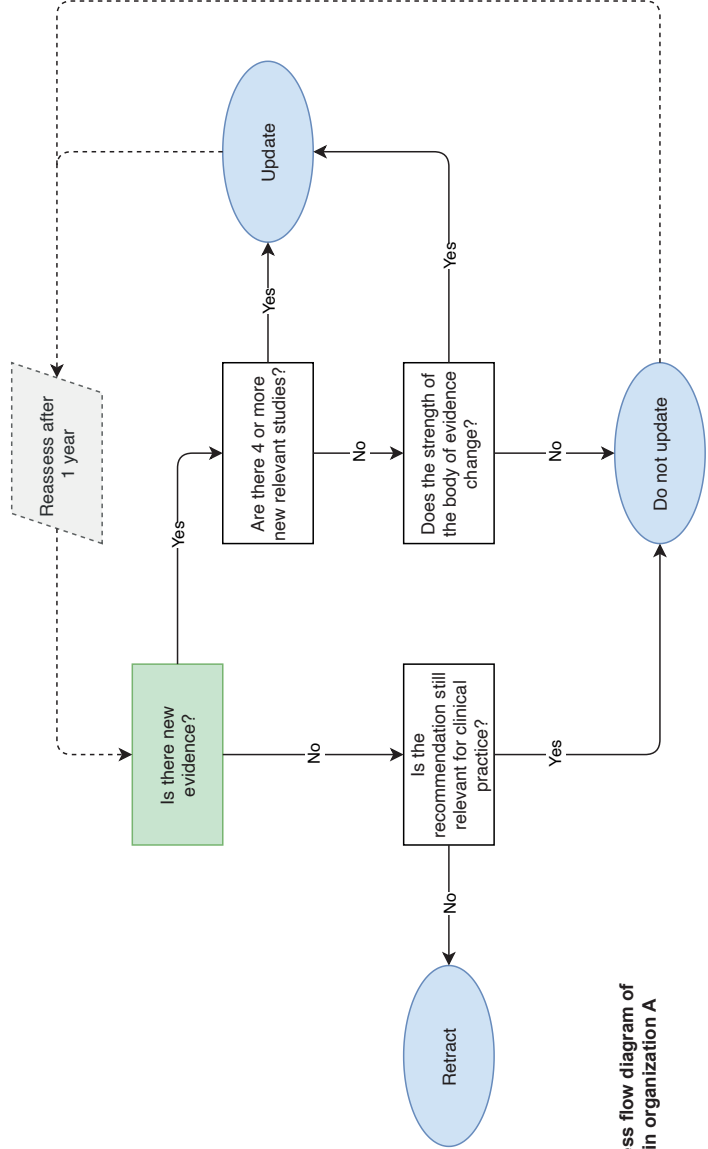 Reassess after
1 year
Is there new
evidence?
Yes
No
Are there 4 or more
new relevant studies?
Yes
No
Update
Does the strength of
the body of evidence
change?
Yes
No
Is the
recommendation still
relevant for clinical
practice?
No
Yes
Retract
Do not update
flow diagram of
in organization A